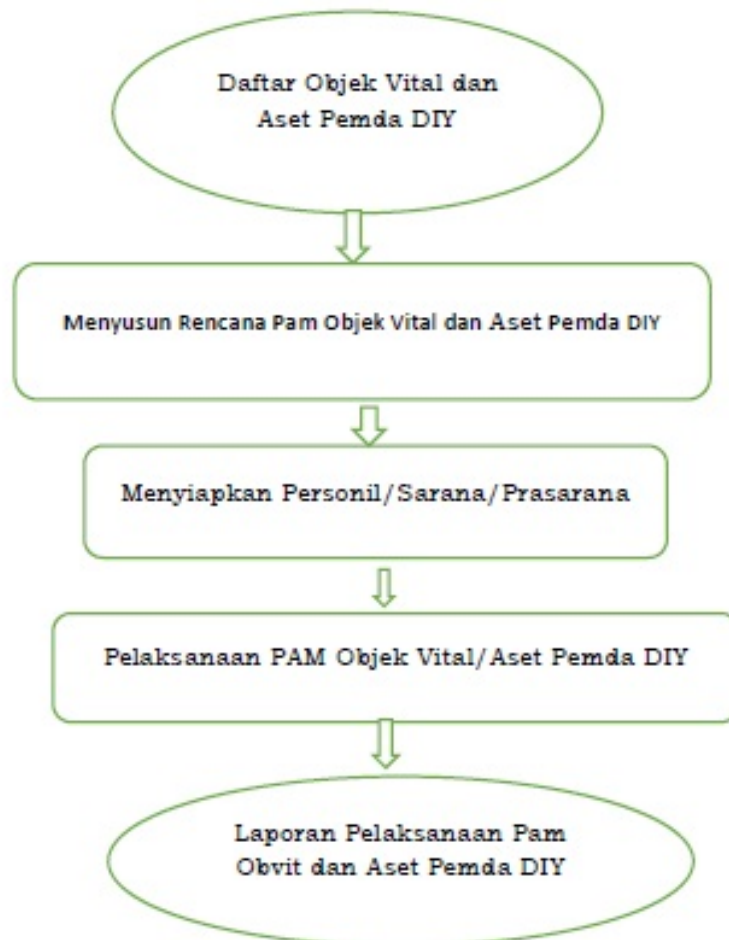 Daftar Objek Vital dan
Aset Pemda DIY
Menyusun Rencana Pam Objek Vital dan Aset Pemda DIY
Menyiapkan Personil/Sarana/Prasarana
Pelaksanaan PAM Objek Vital/Aset Pemda DIY
Laporan Pelaksanaan Pam
Obvit dan Aset Pemda DIY